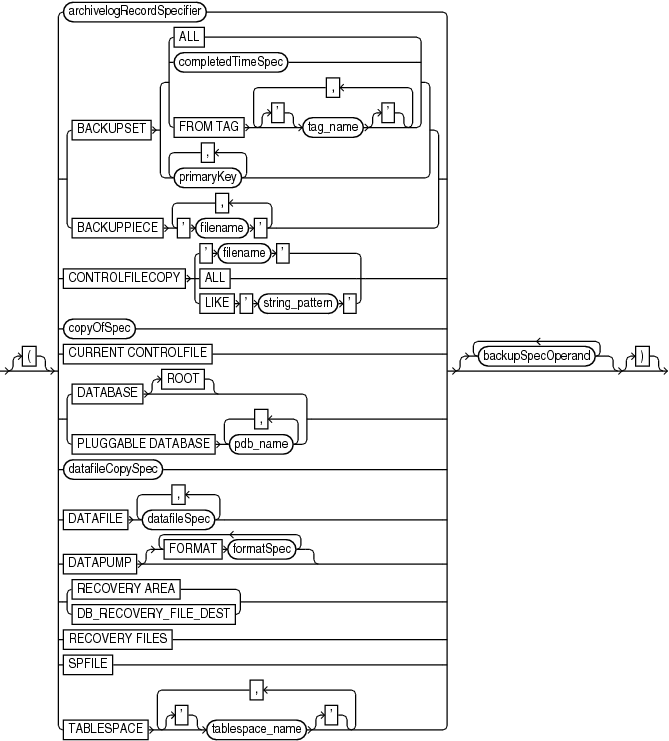 archivelogRecordSpecifier
ALL
completedTimeSpec
,
BACKUPSET FROM TAG ' tag_name '
,
primaryKey
,
BACKUPPIECE ' filename '
' filename '
CONTROLFILECOPY ALL
LIKE ' string_pattern '
copyOfSpec
( CURRENT CONTROLFILE backupSpecOperand )
ROOT
DATABASE
,
PLUGGABLE DATABASE pdb_name
datafileCopySpec
,
DATAFILE datafileSpec
DATAPUMP FORMAT formatSpec
RECOVERY AREA
DB_RECOVERY_FILE_DEST
RECOVERY FILES
SPFILE
,
TABLESPACE ' tablespace_name '